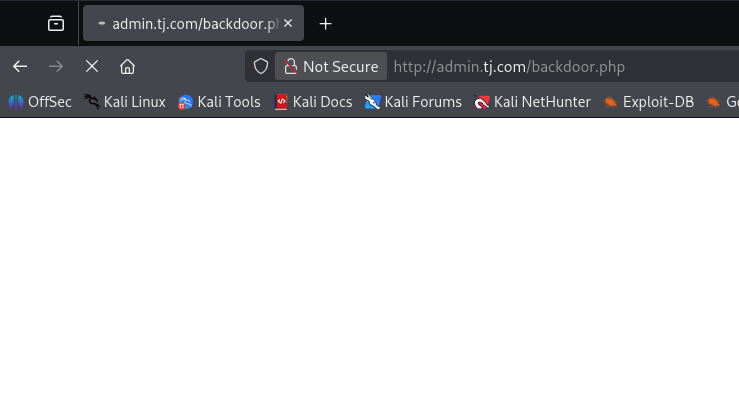 admin.tj.com/backdoor.ph
Not Secure http://admin.tj.com/backdoor.php
OffSec Kali Linux Kali Tools Kali Docs Kali Forums Kali NetHunter Exploit-DB G